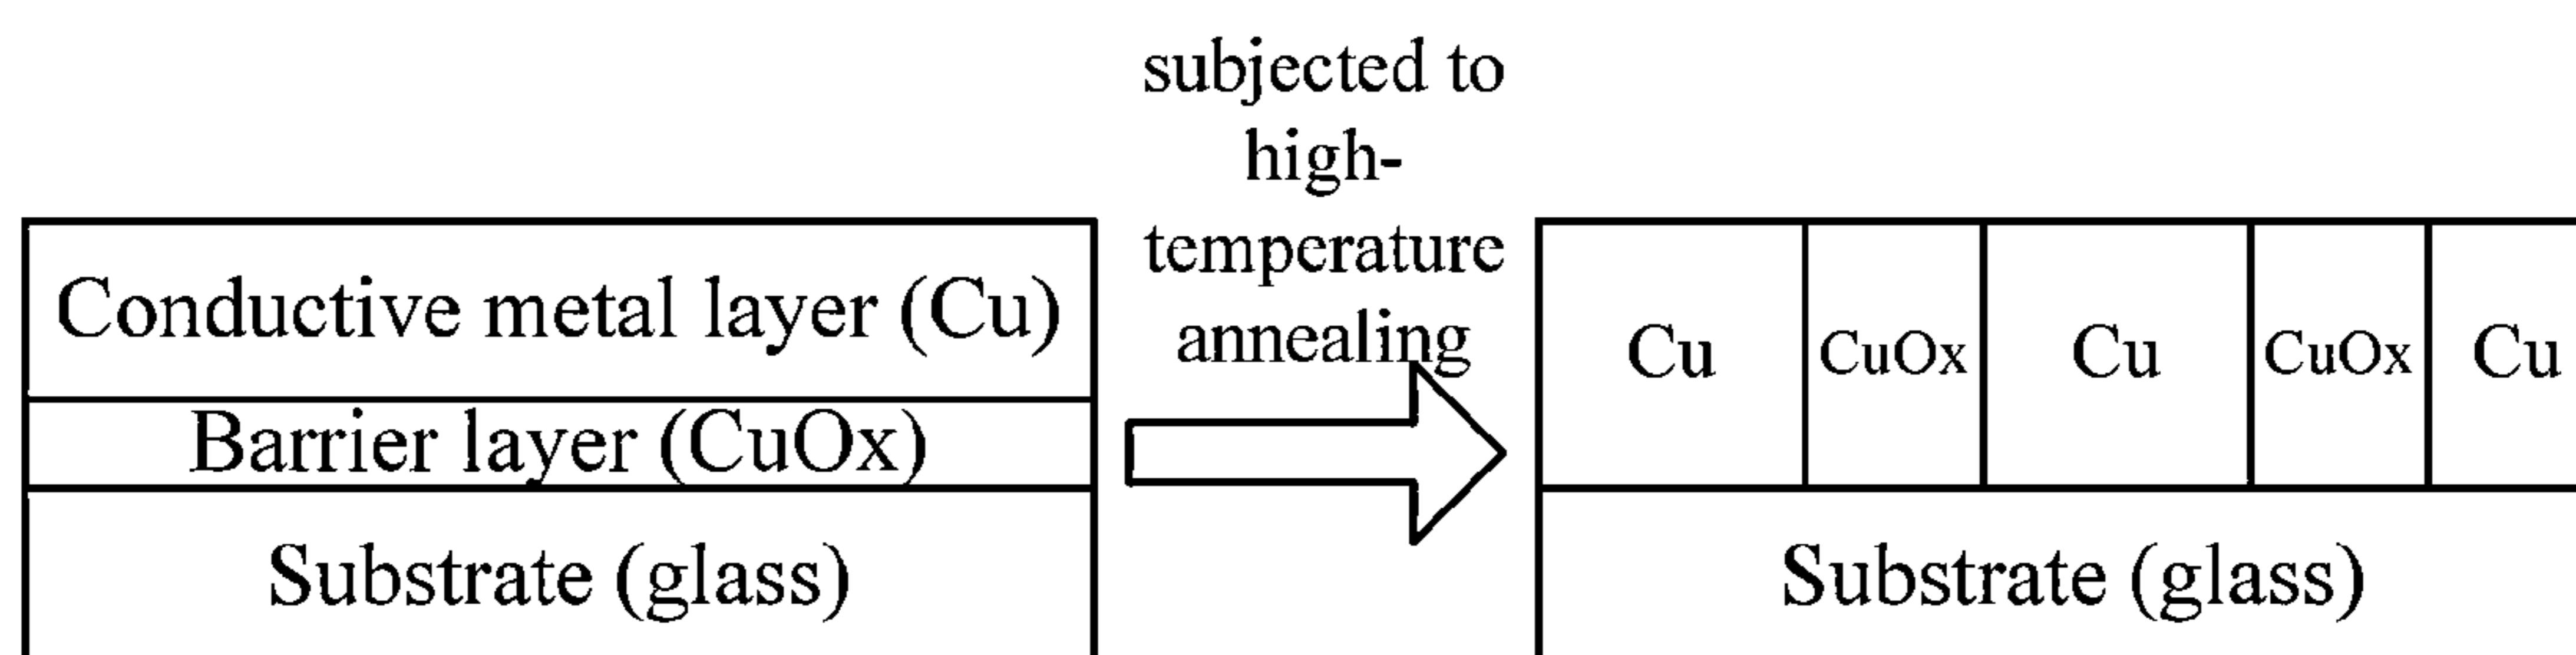 subjected to
high-
temperature
annealing
Conductive metal layer (Cu)
Barrier layer (CuOx)
Substrate (glass)
Cu CuOx Cu CuOx Cu
Substrate (glass)